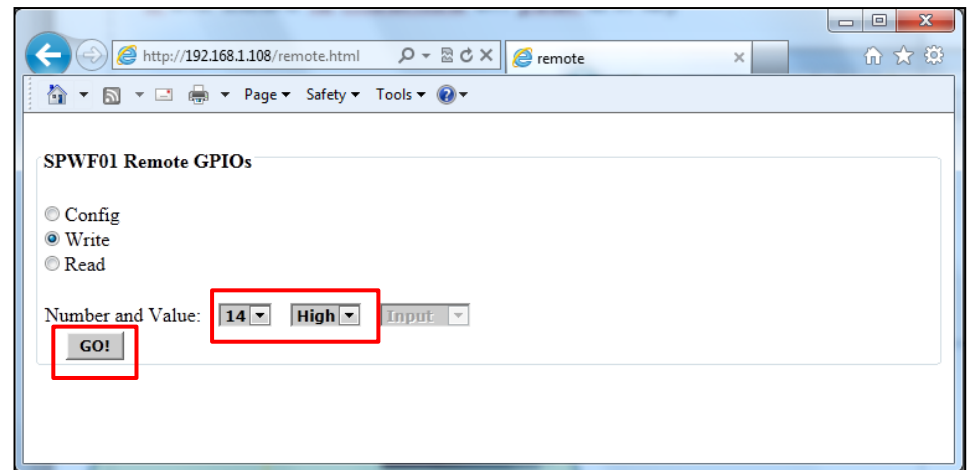 http://192.168.1.108/remote.html
remote
Page Safety Tools
SPWF01 Remote GPIOs
Config
Write
Read
Number and Value: 14 High Input
GO!